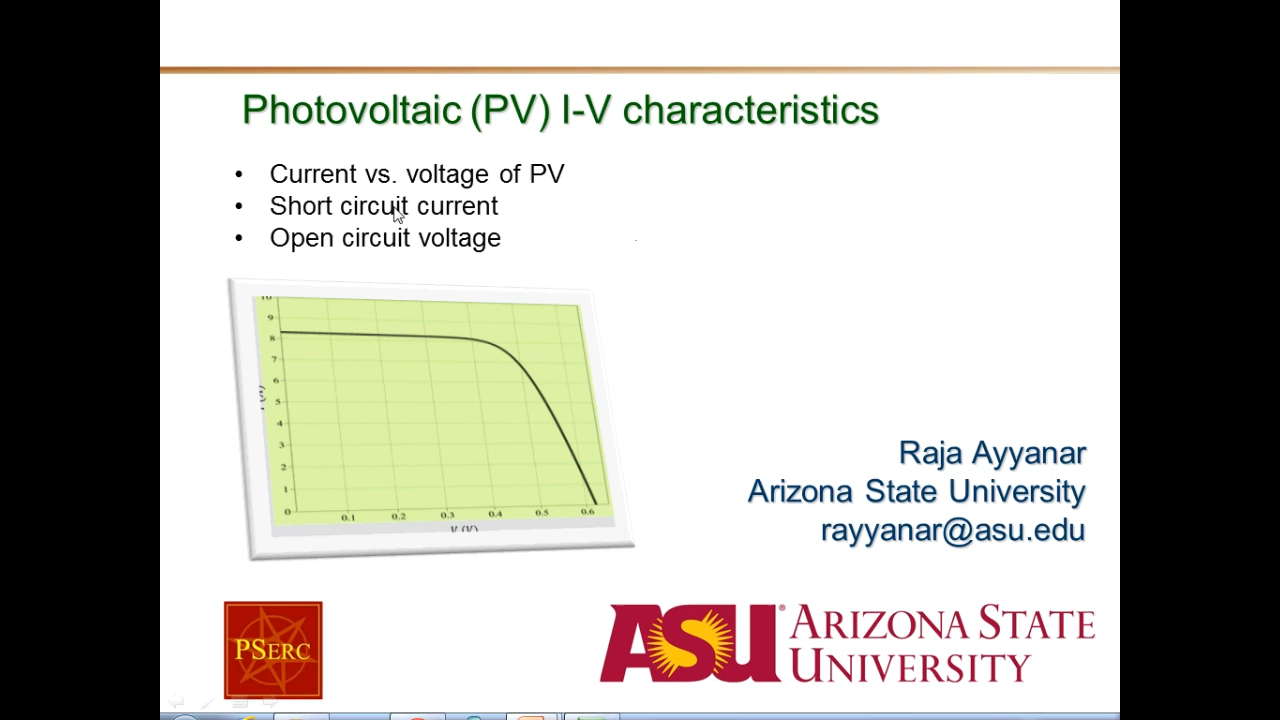 Photovoltaic (PV) I-V characteristics
• Current vs. voltage of PV
• Short circuit current
• Open circuit voltage
10
9
8
7
6
5
4
3
2
1
0
0.1 0.2 0.3 0.4 0.5 0.6
V (V)
Raja Ayyanar
Arizona State University
rayyanar@asu.edu
PSERC
ASU® ARIZONA STATE
UNIVERSITY